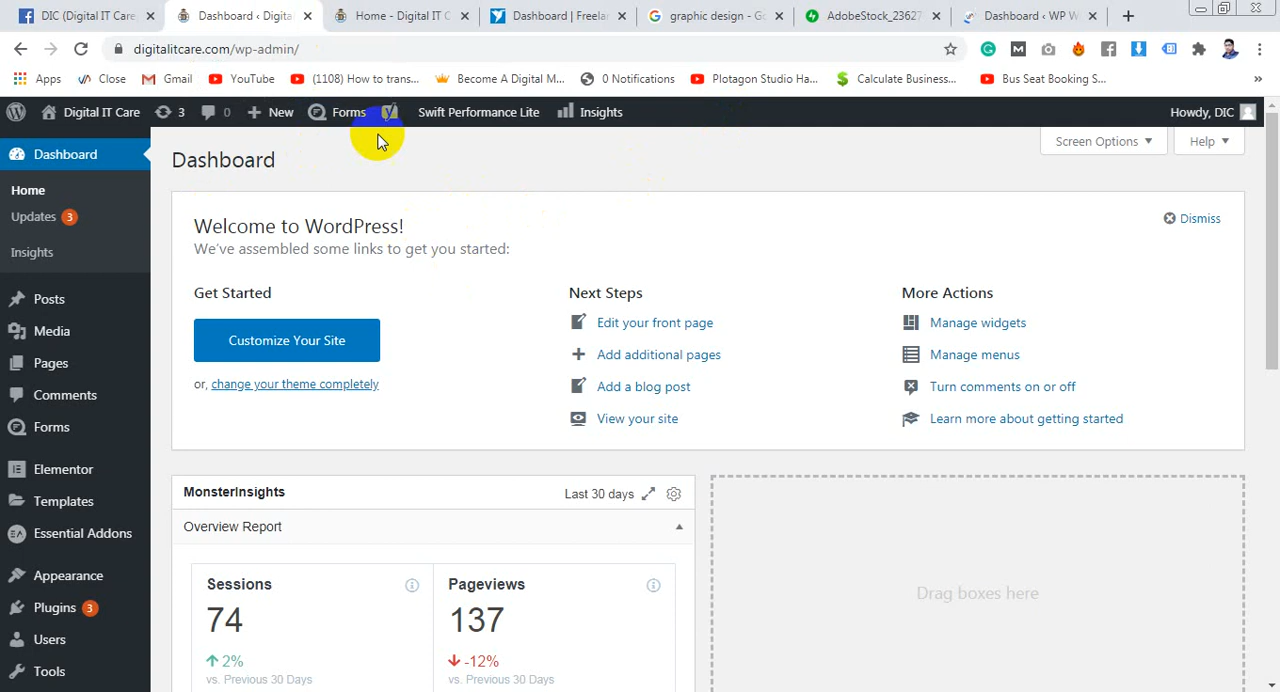 DIC (Digital IT Care
Dashboard ‹ Digita
Home - Digital IT C
Dashboard | Freelan
graphic design - Go
AdobeStock_23627
Dashboard ‹ WP W
digitalitcare.com/wp-admin/
Apps
Close
Gmail
YouTube
(1108) How to trans...
Become A Digital M...
0 Notifications
Potagon Studio Ha...
Calculate Business...
Bus Seat Booking S...
»
Digital IT Care
3
0
New
Forms
Swift Performance Lite
Insights
Howdy, DIC
Dashboard
Home
Updates 3
Insights
Posts
Media
Pages
Comments
Forms
Elementor
Templates
Essential Addons
Appearance
Plugins 3
Users
Tools
Screen Options
Help
Dashboard
Welcome to WordPress!
We've assembled some links to get you started:
Dismiss
Get Started
Customize Your Site
or, change your theme completely
Next Steps
Edit your front page
Add additional pages
Add a blog post
View your site
More Actions
Manage widgets
Manage menus
Turn comments on or off
Learn more about getting started
MonsterInsights
Last 30 days
Overview Report
Sessions
74
2%
vs. Previous 30 Days
Pageviews
137
-12%
vs. Previous 30 Days
Drag boxes here